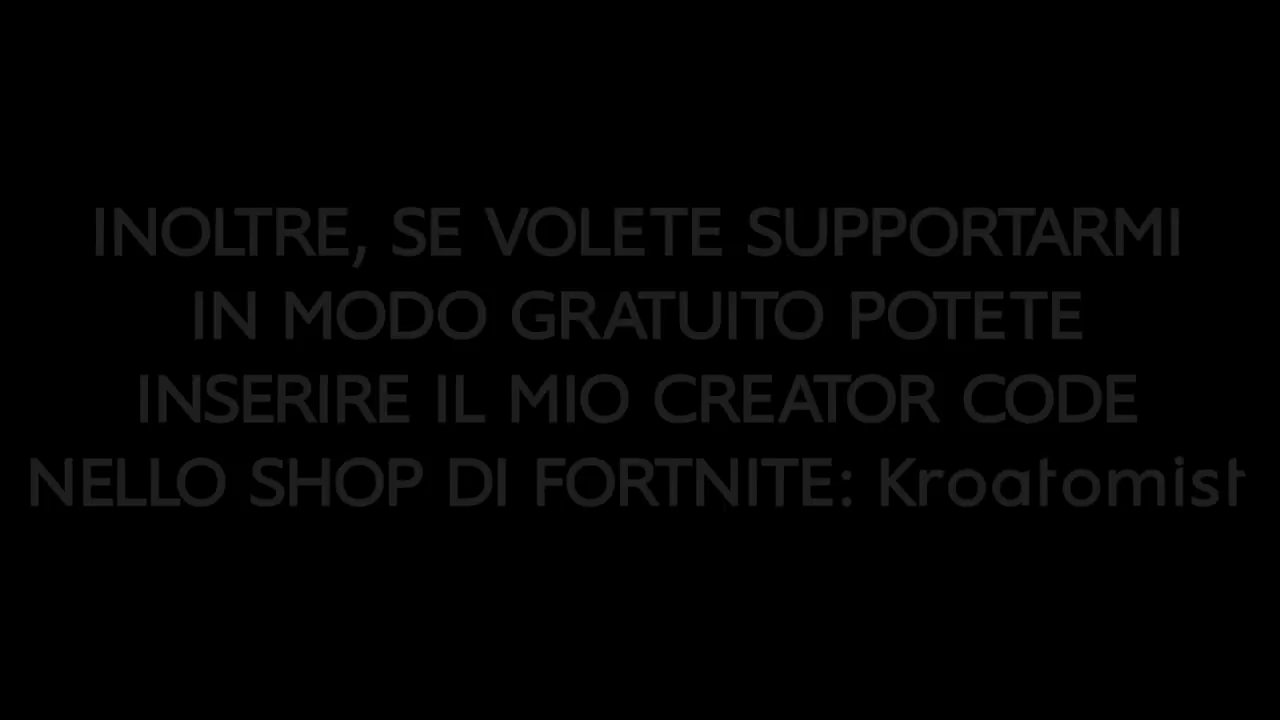 INOLTRE, SE VOLETE SUPPORTARMI
IN MODO GRATUITO POTETE
INSERIRE IL MIO CREATOR CODE
NELLO SHOP DI FORTNITE: Kroatomist